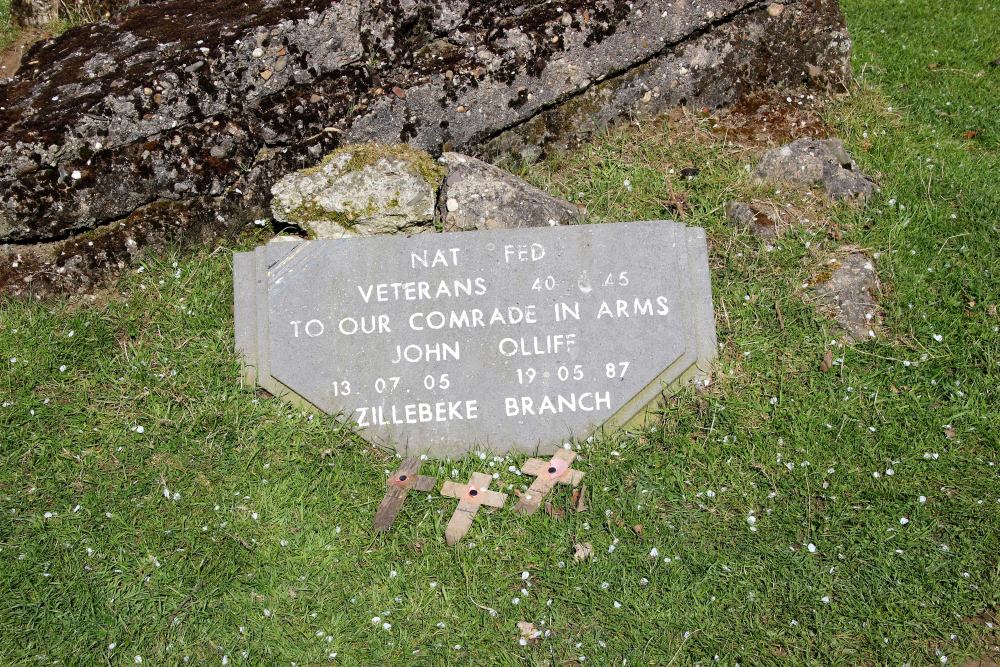 NAT FED
VETERANS 40 45
TO OUR COMRADE IN ARMS
JOHN OLLIFF
13.07.05 19.05.87
ZILLEBEKE BRANCH